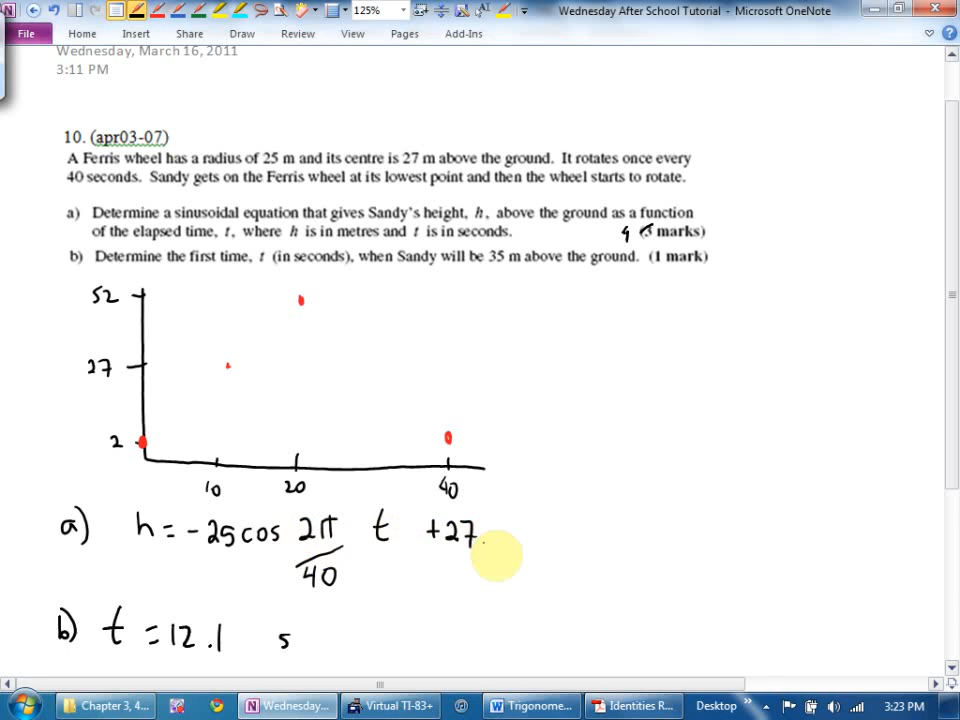 125%
Wednesday After School Tutorial - Microsoft OneNote
File Home Insert Share Draw Review View Pages Add-Ins
Wednesday, March 16, 2011
3:11 PM
10. (apr03-07)
A Ferris wheel has a radius of 25 m and its centre is 27 m above the ground. It rotates once every
40 seconds. Sandy gets on the Ferris wheel at its lowest point and then the wheel starts to rotate.
a) Determine a sinusoidal equation that gives Sandy's height, h, above the ground as a function
of the elapsed time, t, where h is in metres and t is in seconds. marks)
b) Determine the first time, t (in seconds), when Sandy will be 35 m above the ground. (1 mark)
52
27
2
10 20 40
a) h = -25 cos 2π/40 t +27
b) t = 12.1 s
Chapter 3, 4... Wednesday... Virtual TI-83+ Trigonome... Identities R... Desktop » 3:23 PM